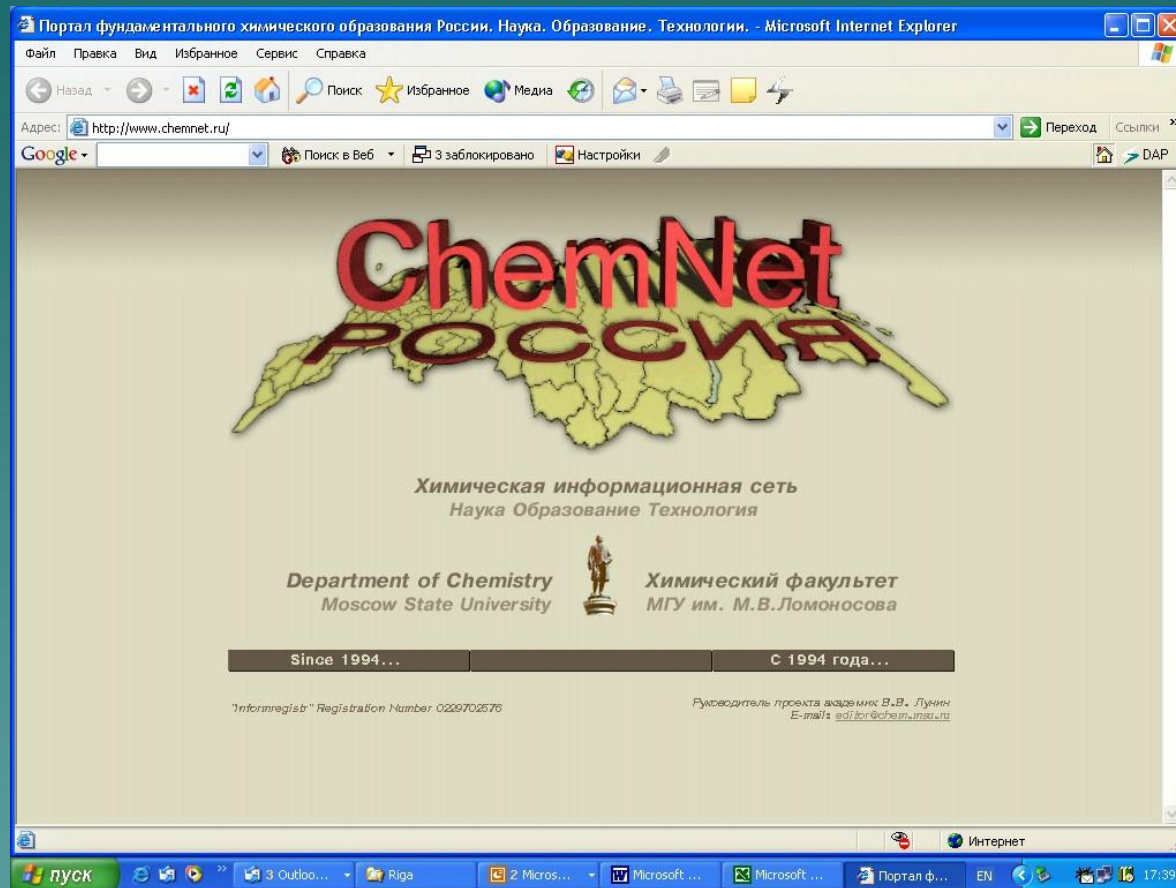 Портал фундаментального химического образования России. Наука. Образование. Технологии. - Microsoft Internet Explorer
Файл Правка Вид Избранное Сервис Справка
Назад Поиск Избранное Медиа
Адрес: http://www.chemnet.ru/ Переход Ссылки »
Google Поиск в Веб 3 заблокировано Настройки DAP
ChemNet
РОССИЯ
Химическая информационная сеть
Наука Образование Технология
Department of Chemistry Химический факультет
Moscow State University МГУ им. М.В.Ломоносова
Since 1994... С 1994 года...
"Informregistr" Registration Number 0229702576
Руководитель проекта академик В.В. Лунин
E-mail: editor@chem.msu.ru
Интернет
пуск » 3 Outloo... Riga 2 Micros... Microsoft ... Microsoft ... Портал ф... EN